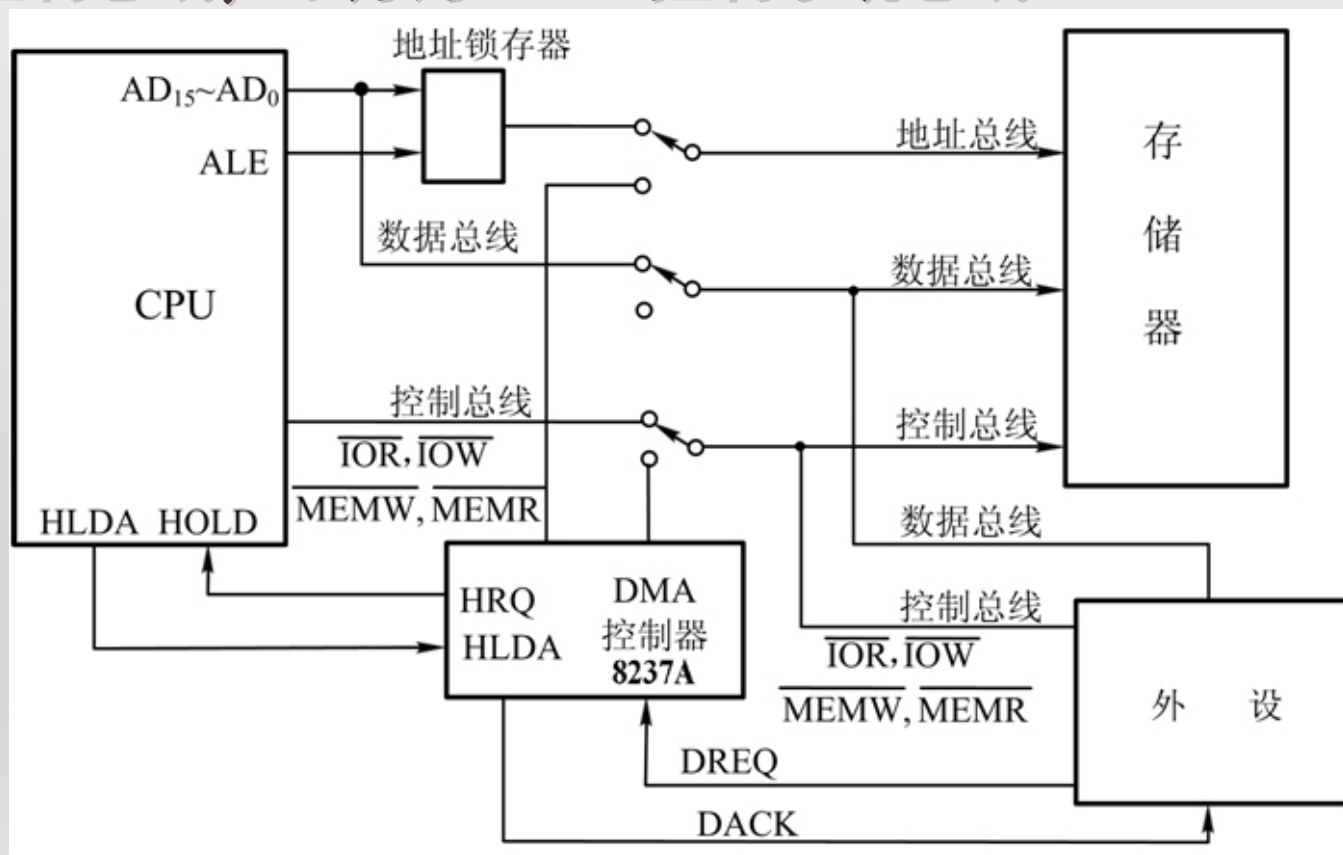 地址锁存器
AD₁₅~AD₀
ALE
地址总线
存储器
数据总线
数据总线
CPU
控制总线
控制总线
IOR, IOW
MEMW, MEMR
HLDA HOLD
数据总线
HRQ
HLDA
DMA
控制器
8237A
控制总线
IOR, IOW
MEMW, MEMR
外 设
DREQ
DACK